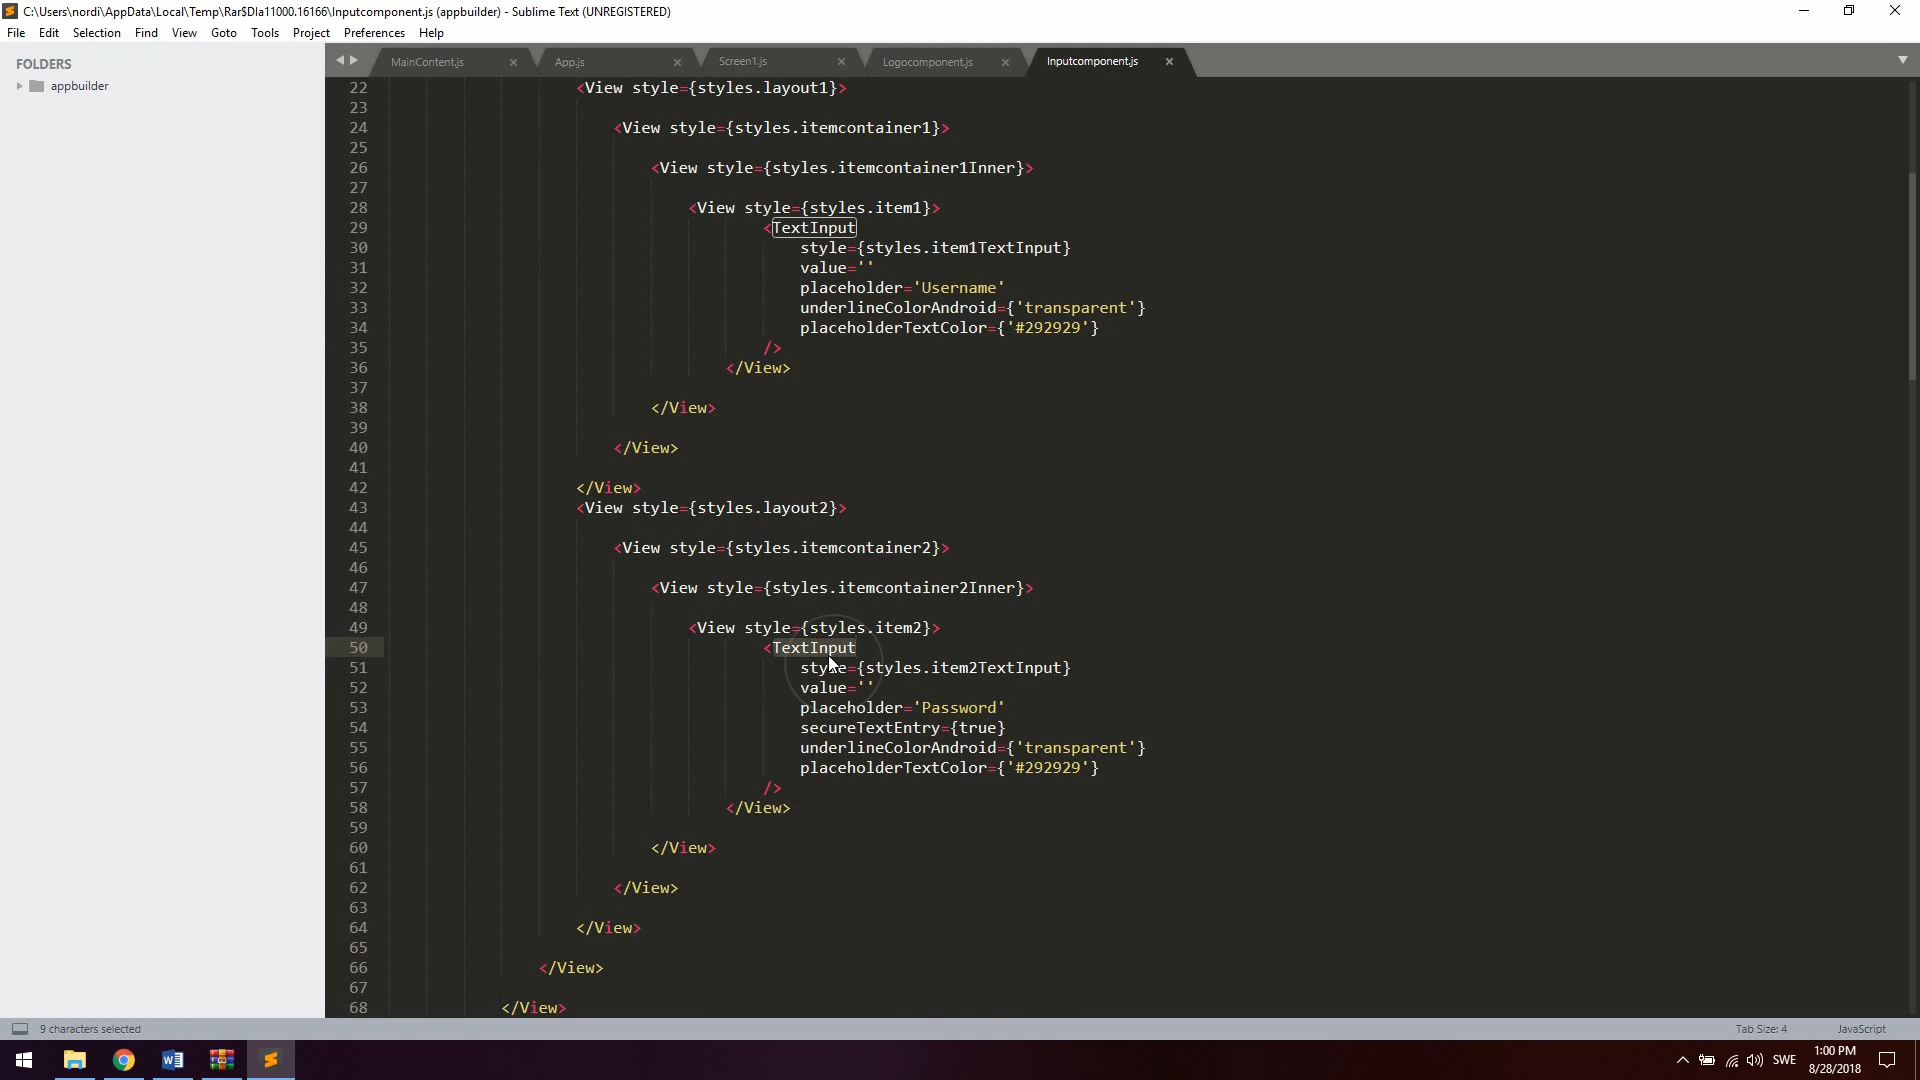 C:\Users\nordi\AppData\Local\Temp\Rar$DIa11000.16166\Inputcomponent.js (appbuilder) - Sublime Text (UNREGISTERED)
File Edit Selection Find View Goto Tools Project Preferences Help
FOLDERS
appbuilder
MainContent.js App.js Screen1.js Logocomponent.js Inputcomponent.js
22 <View style={styles.layout1}>
23
24 <View style={styles.itemcontainer1}>
25
26 <View style={styles.itemcontainer1Inner}>
27
28 <View style={styles.item1}>
29 <TextInput
30 style={styles.item1TextInput}
31 value=''
32 placeholder='Username'
33 underlineColorAndroid={'transparent'}
34 placeholderTextColor={'#292929'}
35 />
36 </View>
37
38 </View>
39
40 </View>
41
42 </View>
43 <View style={styles.layout2}>
44
45 <View style={styles.itemcontainer2}>
46
47 <View style={styles.itemcontainer2Inner}>
48
49 <View style={styles.item2}>
50 <TextInput
51 style={styles.item2TextInput}
52 value=''
53 placeholder='Password'
54 secureTextEntry={true}
55 underlineColorAndroid={'transparent'}
56 placeholderTextColor={'#292929'}
57 />
58 </View>
59
60 </View>
61
62 </View>
63
64 </View>
65
66 </View>
67
68 </View>
9 characters selected Tab Size: 4 JavaScript
SWE 1:00 PM
8/28/2018